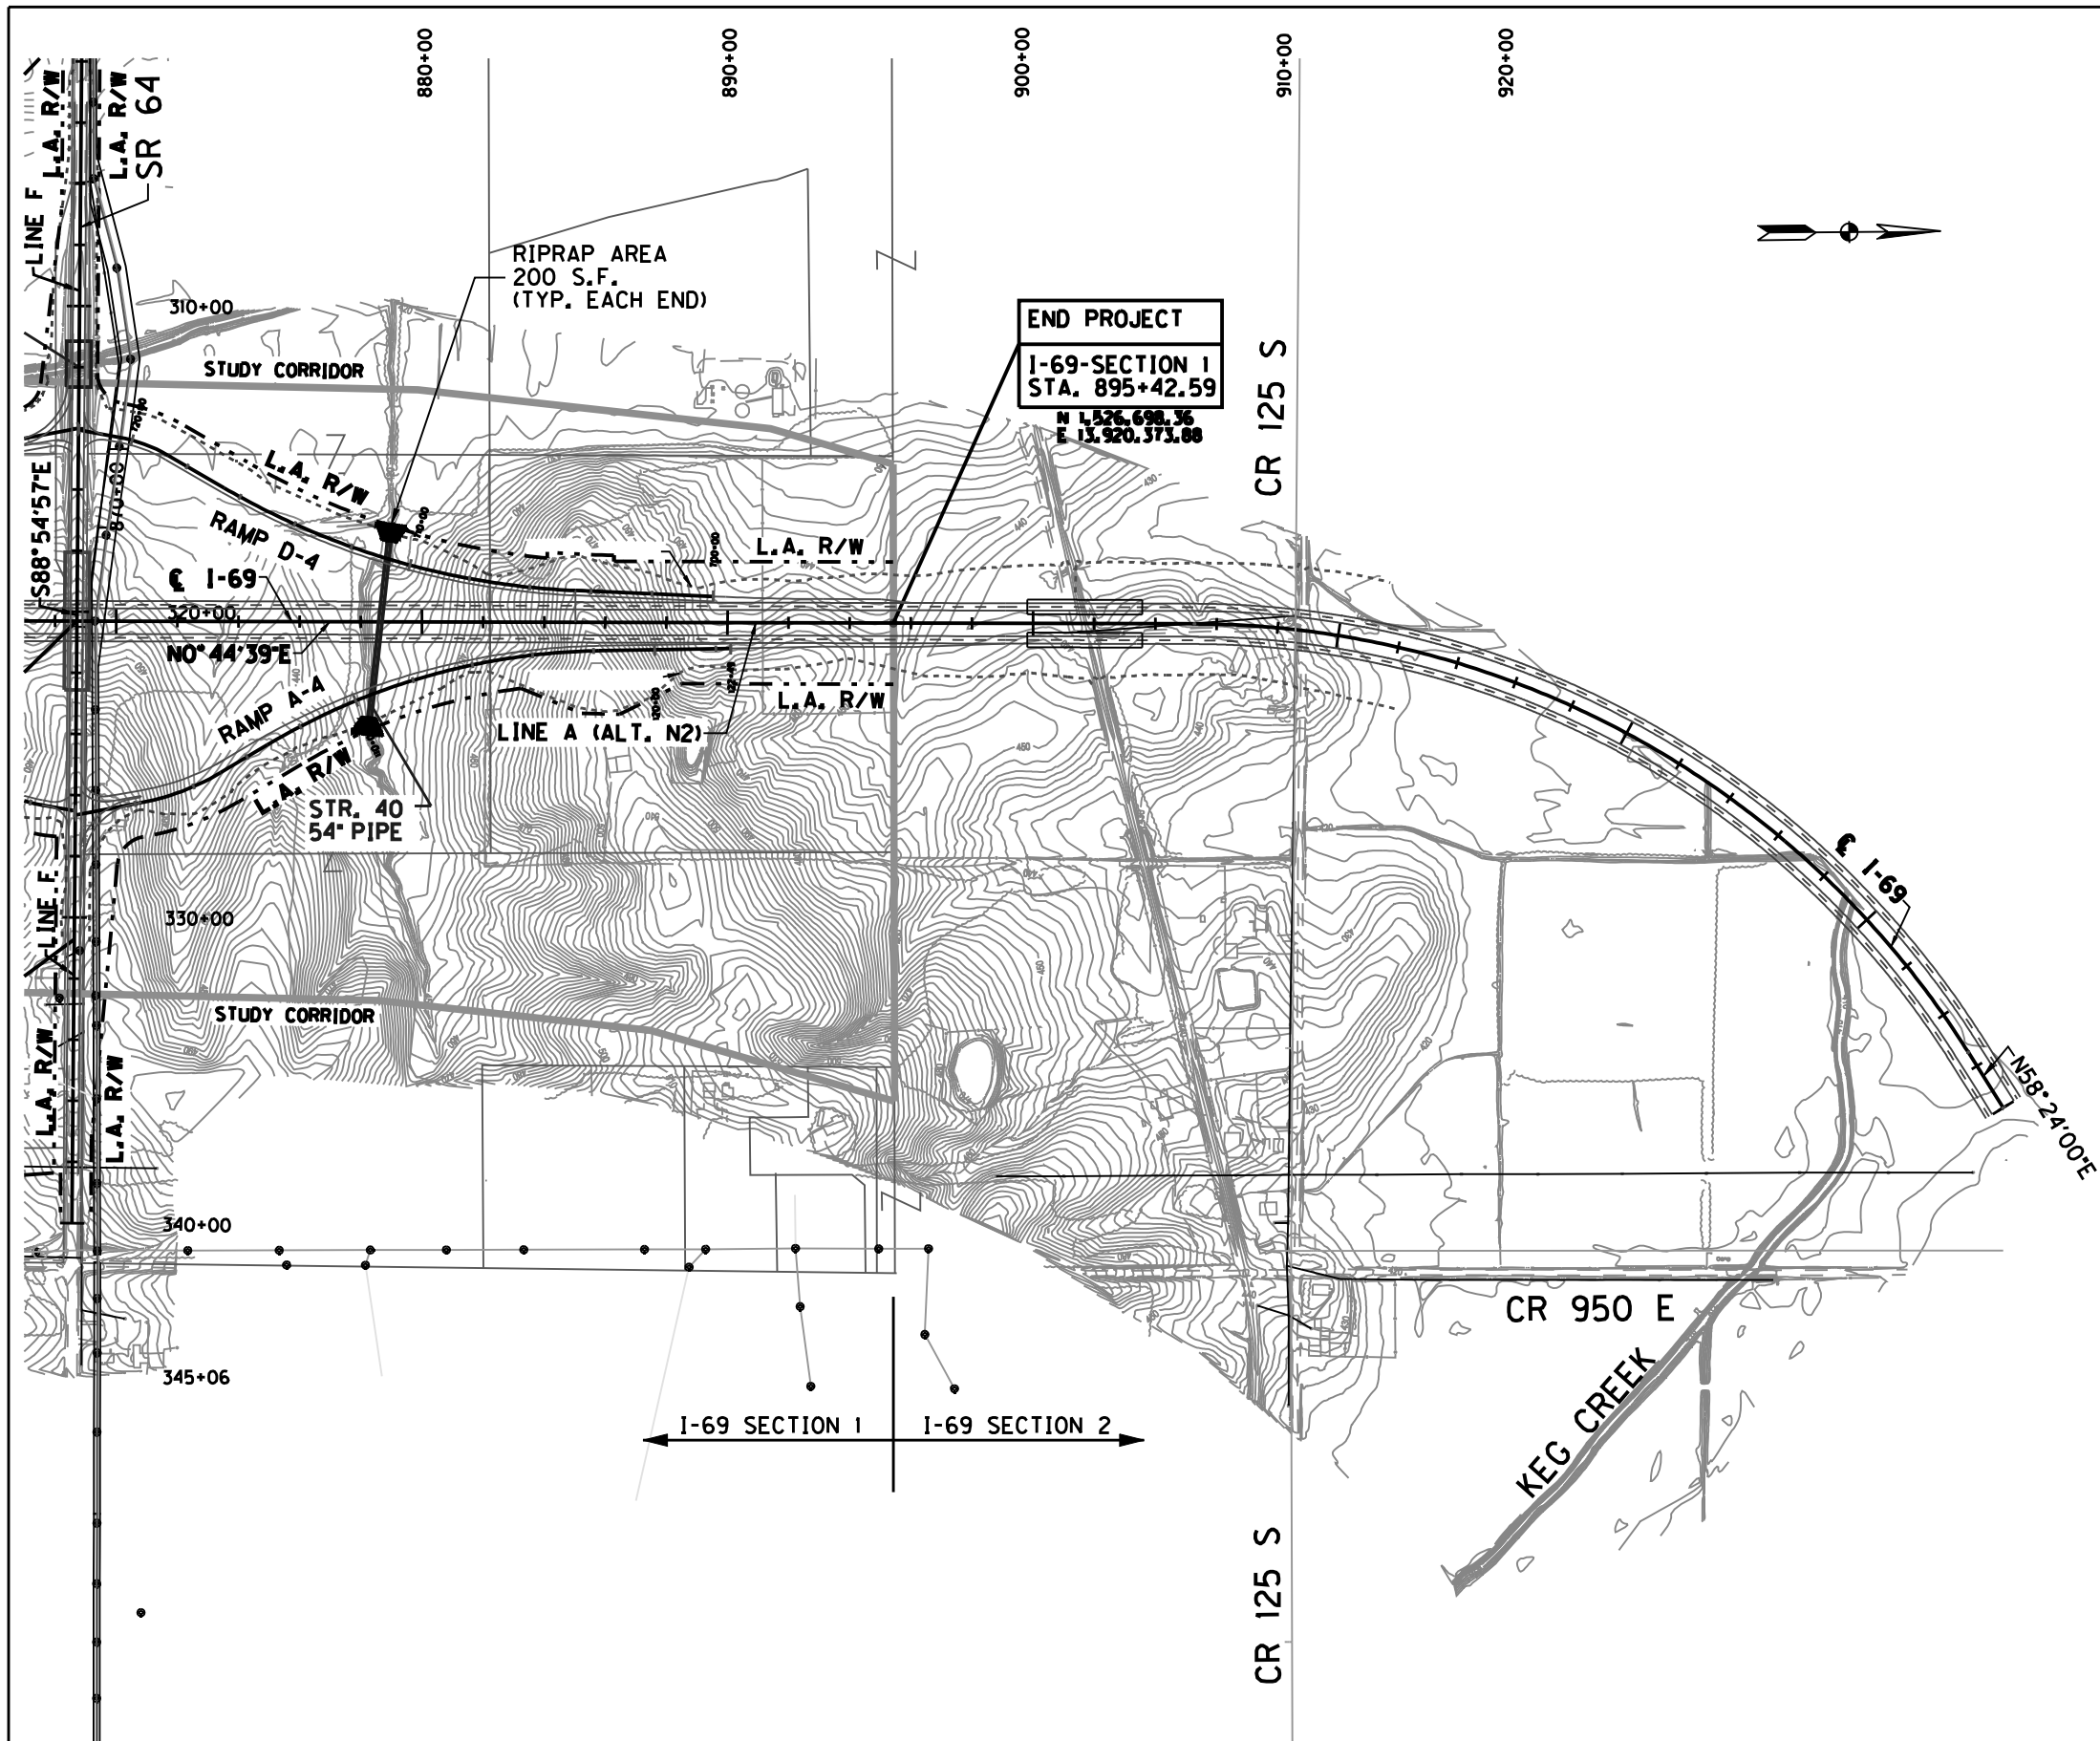 880+00
890+00
900+00
910+00
920+00
L.A. R/W
L.A. R/W
SR 64
LINE F
RIPRAP AREA
200 S.F.
(TYP. EACH END)
310+00
STUDY CORRIDOR
END PROJECT
I-69-SECTION 1
STA. 895+42.59
N 1,526,698.36
E 13,920,373.88
CR 125 S
S88°54'57"E
870+00
L.A. R/W
RAMP D-4
℄ I-69
L.A. R/W
320+00
N0°44'39"E
RAMP A-4
L.A. R/W
L.A. R/W
LINE A (ALT. N2)
STR. 40
54" PIPE
℄ I-69
LINE F
330+00
STUDY CORRIDOR
L.A. R/W
L.A. R/W
N58°24'00"E
340+00
CR 950 E
345+06
KEG CREEK
I-69 SECTION 1
I-69 SECTION 2
CR 125 S